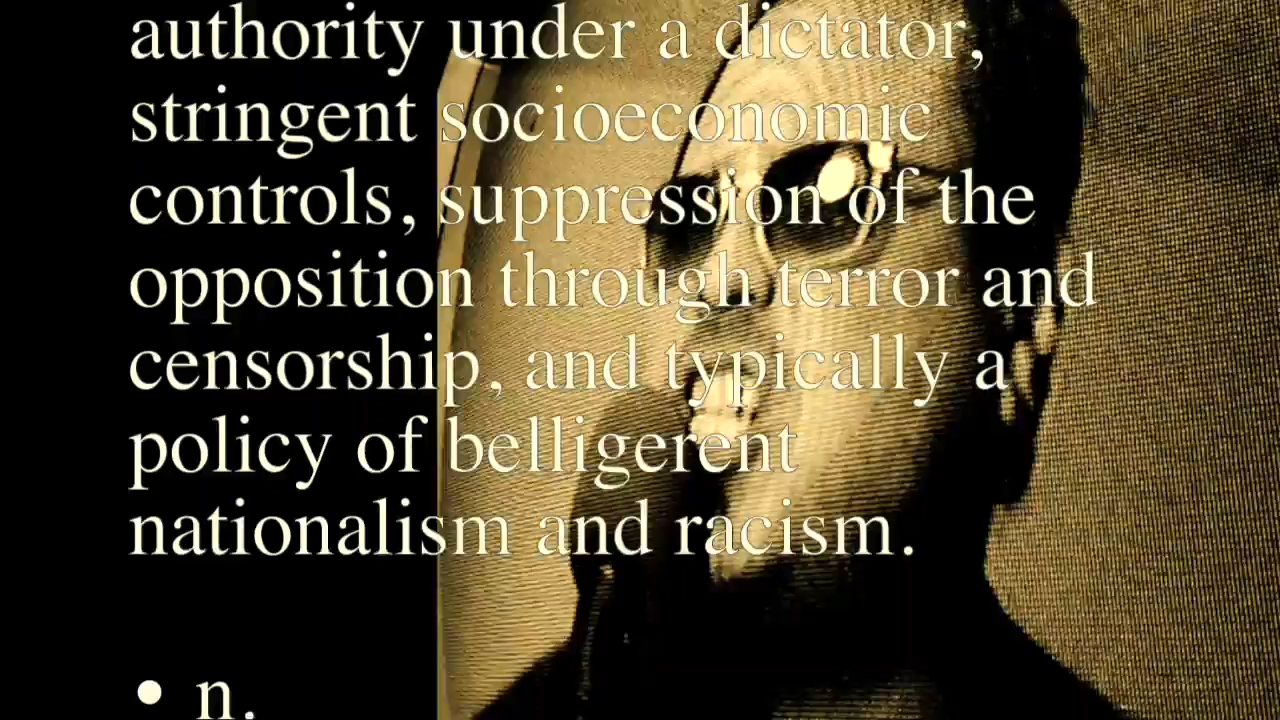 authority under a dictator,
stringent socioeconomic
controls, suppression of the
opposition through terror and
censorship, and typically a
policy of belligerent
nationalism and racism.
• n.